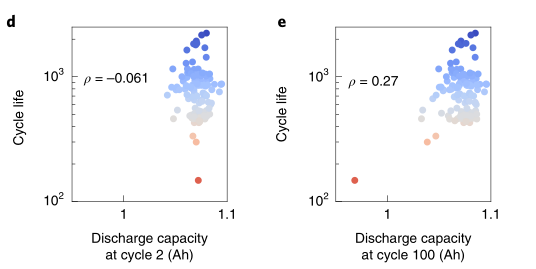 d
Cycle life
10³
10²
ρ = −0.061
1
1.1
Discharge capacity
at cycle 2 (Ah)
e
Cycle life
10³
10²
ρ = 0.27
1
1.1
Discharge capacity
at cycle 100 (Ah)